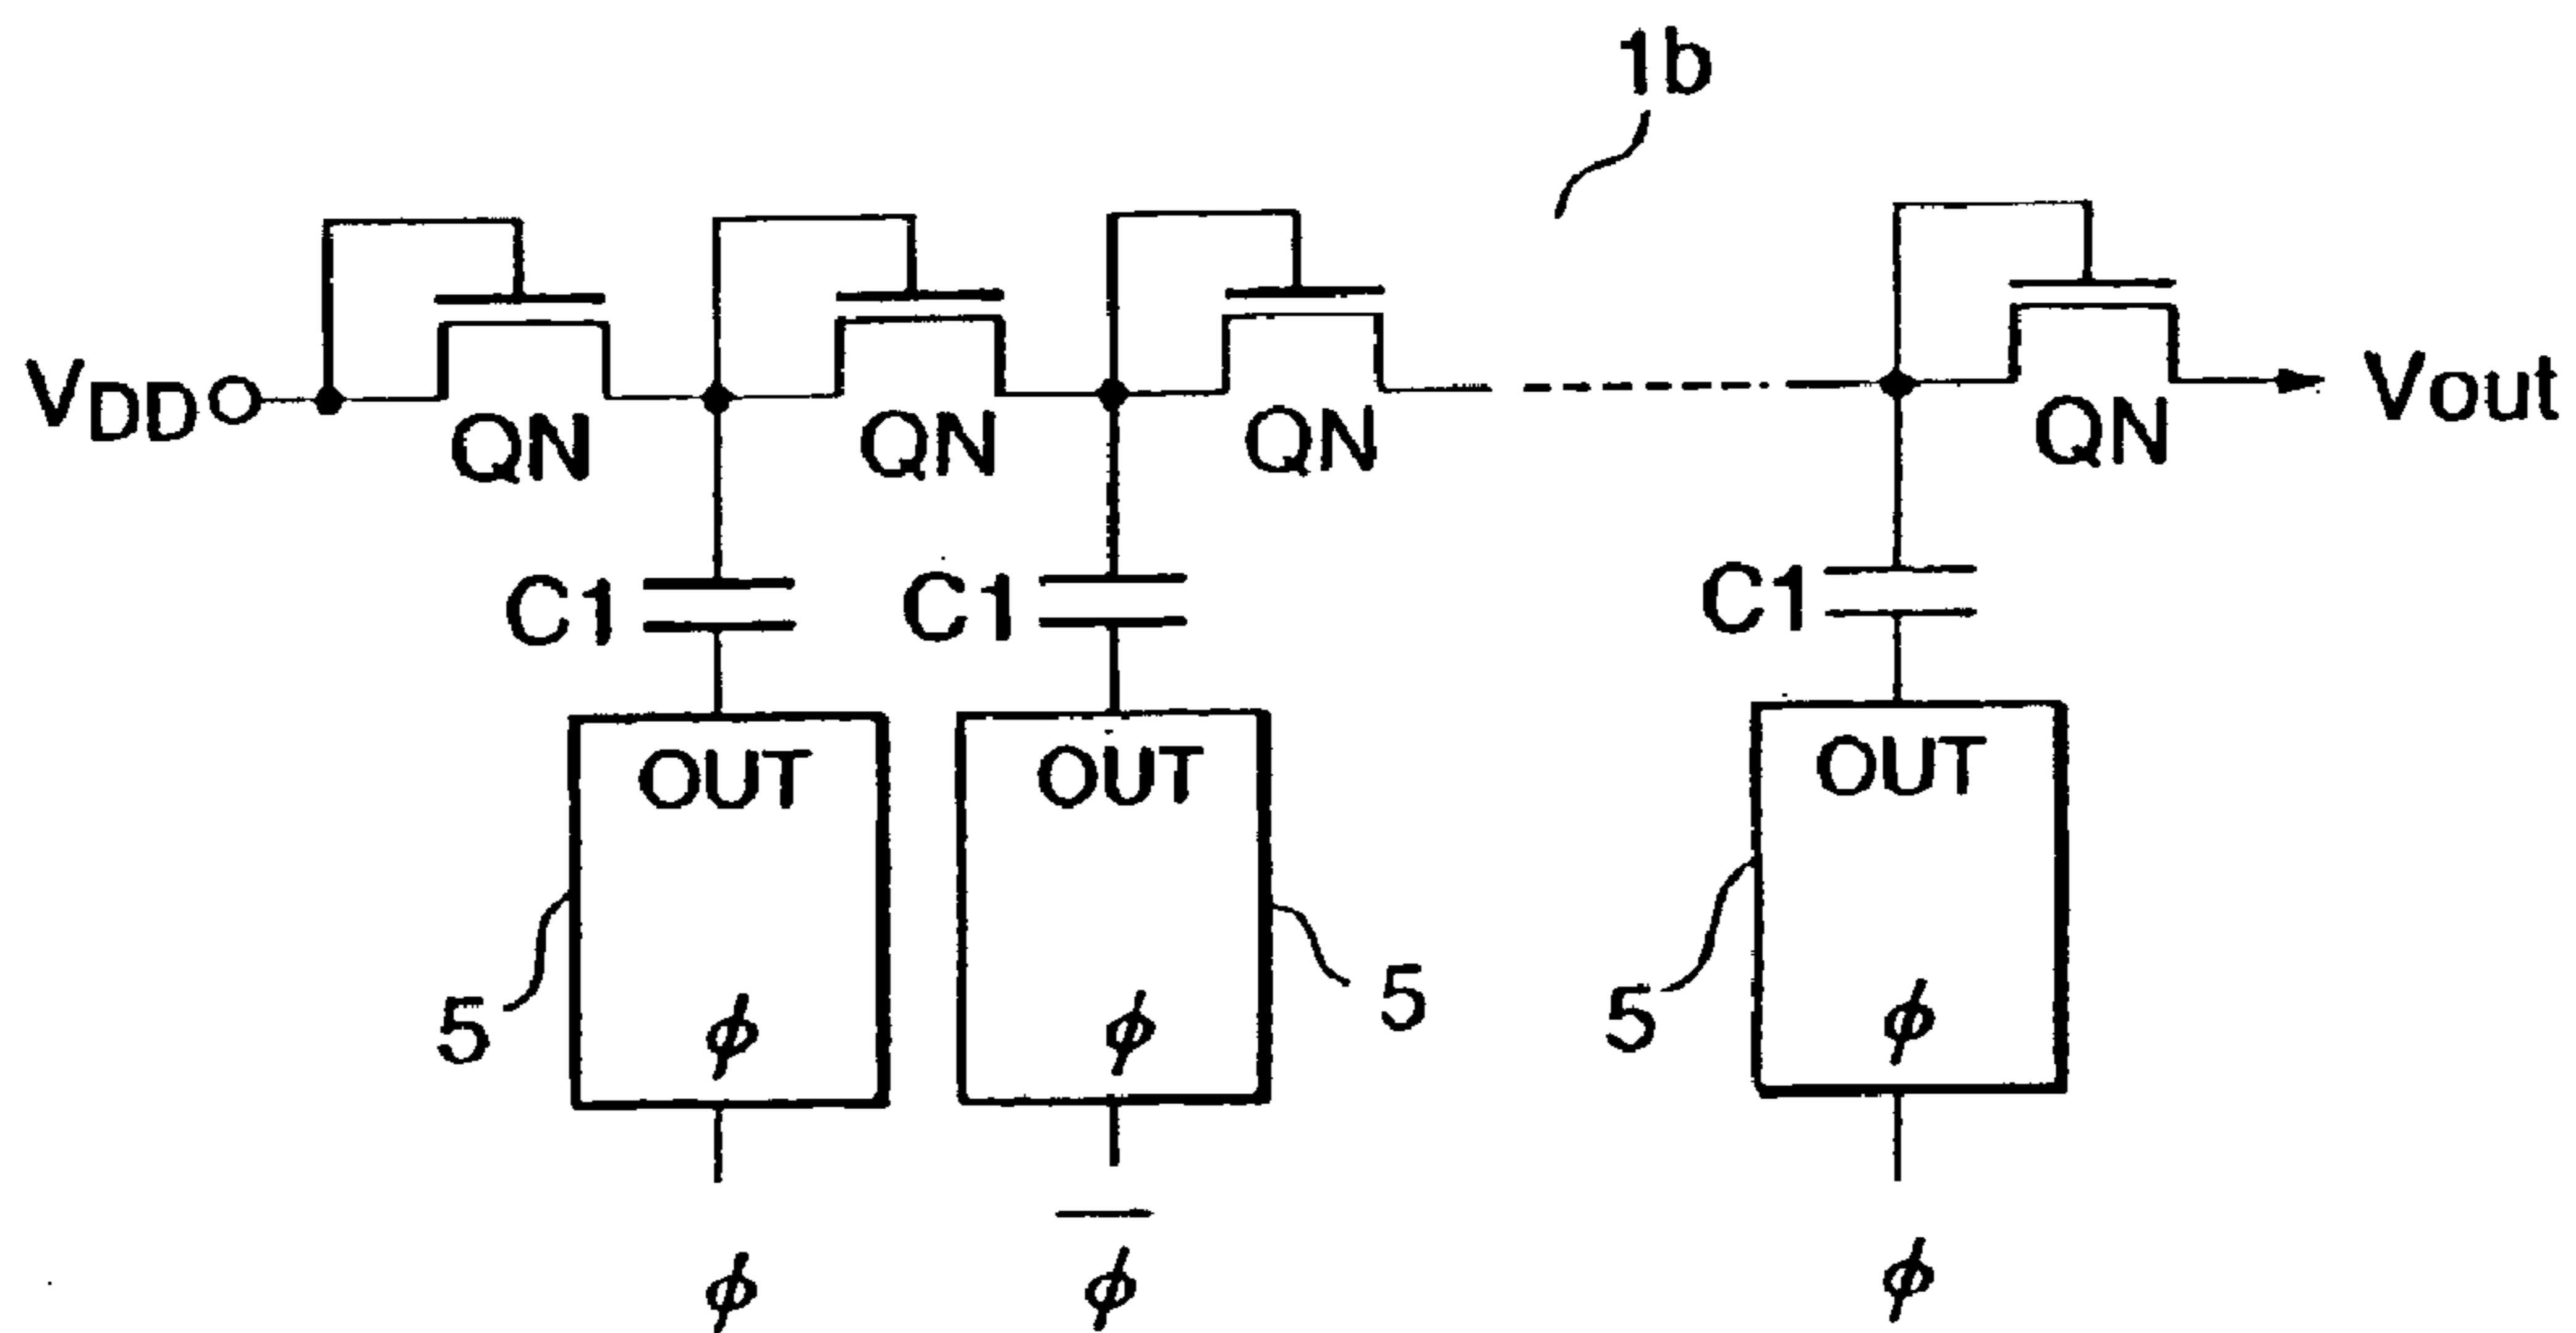 1b
VDD
QN QN QN QN
Vout
C1 C1 C1
OUT OUT OUT
5 5 5
ϕ ϕ ϕ
ϕ ϕ̅ ϕ